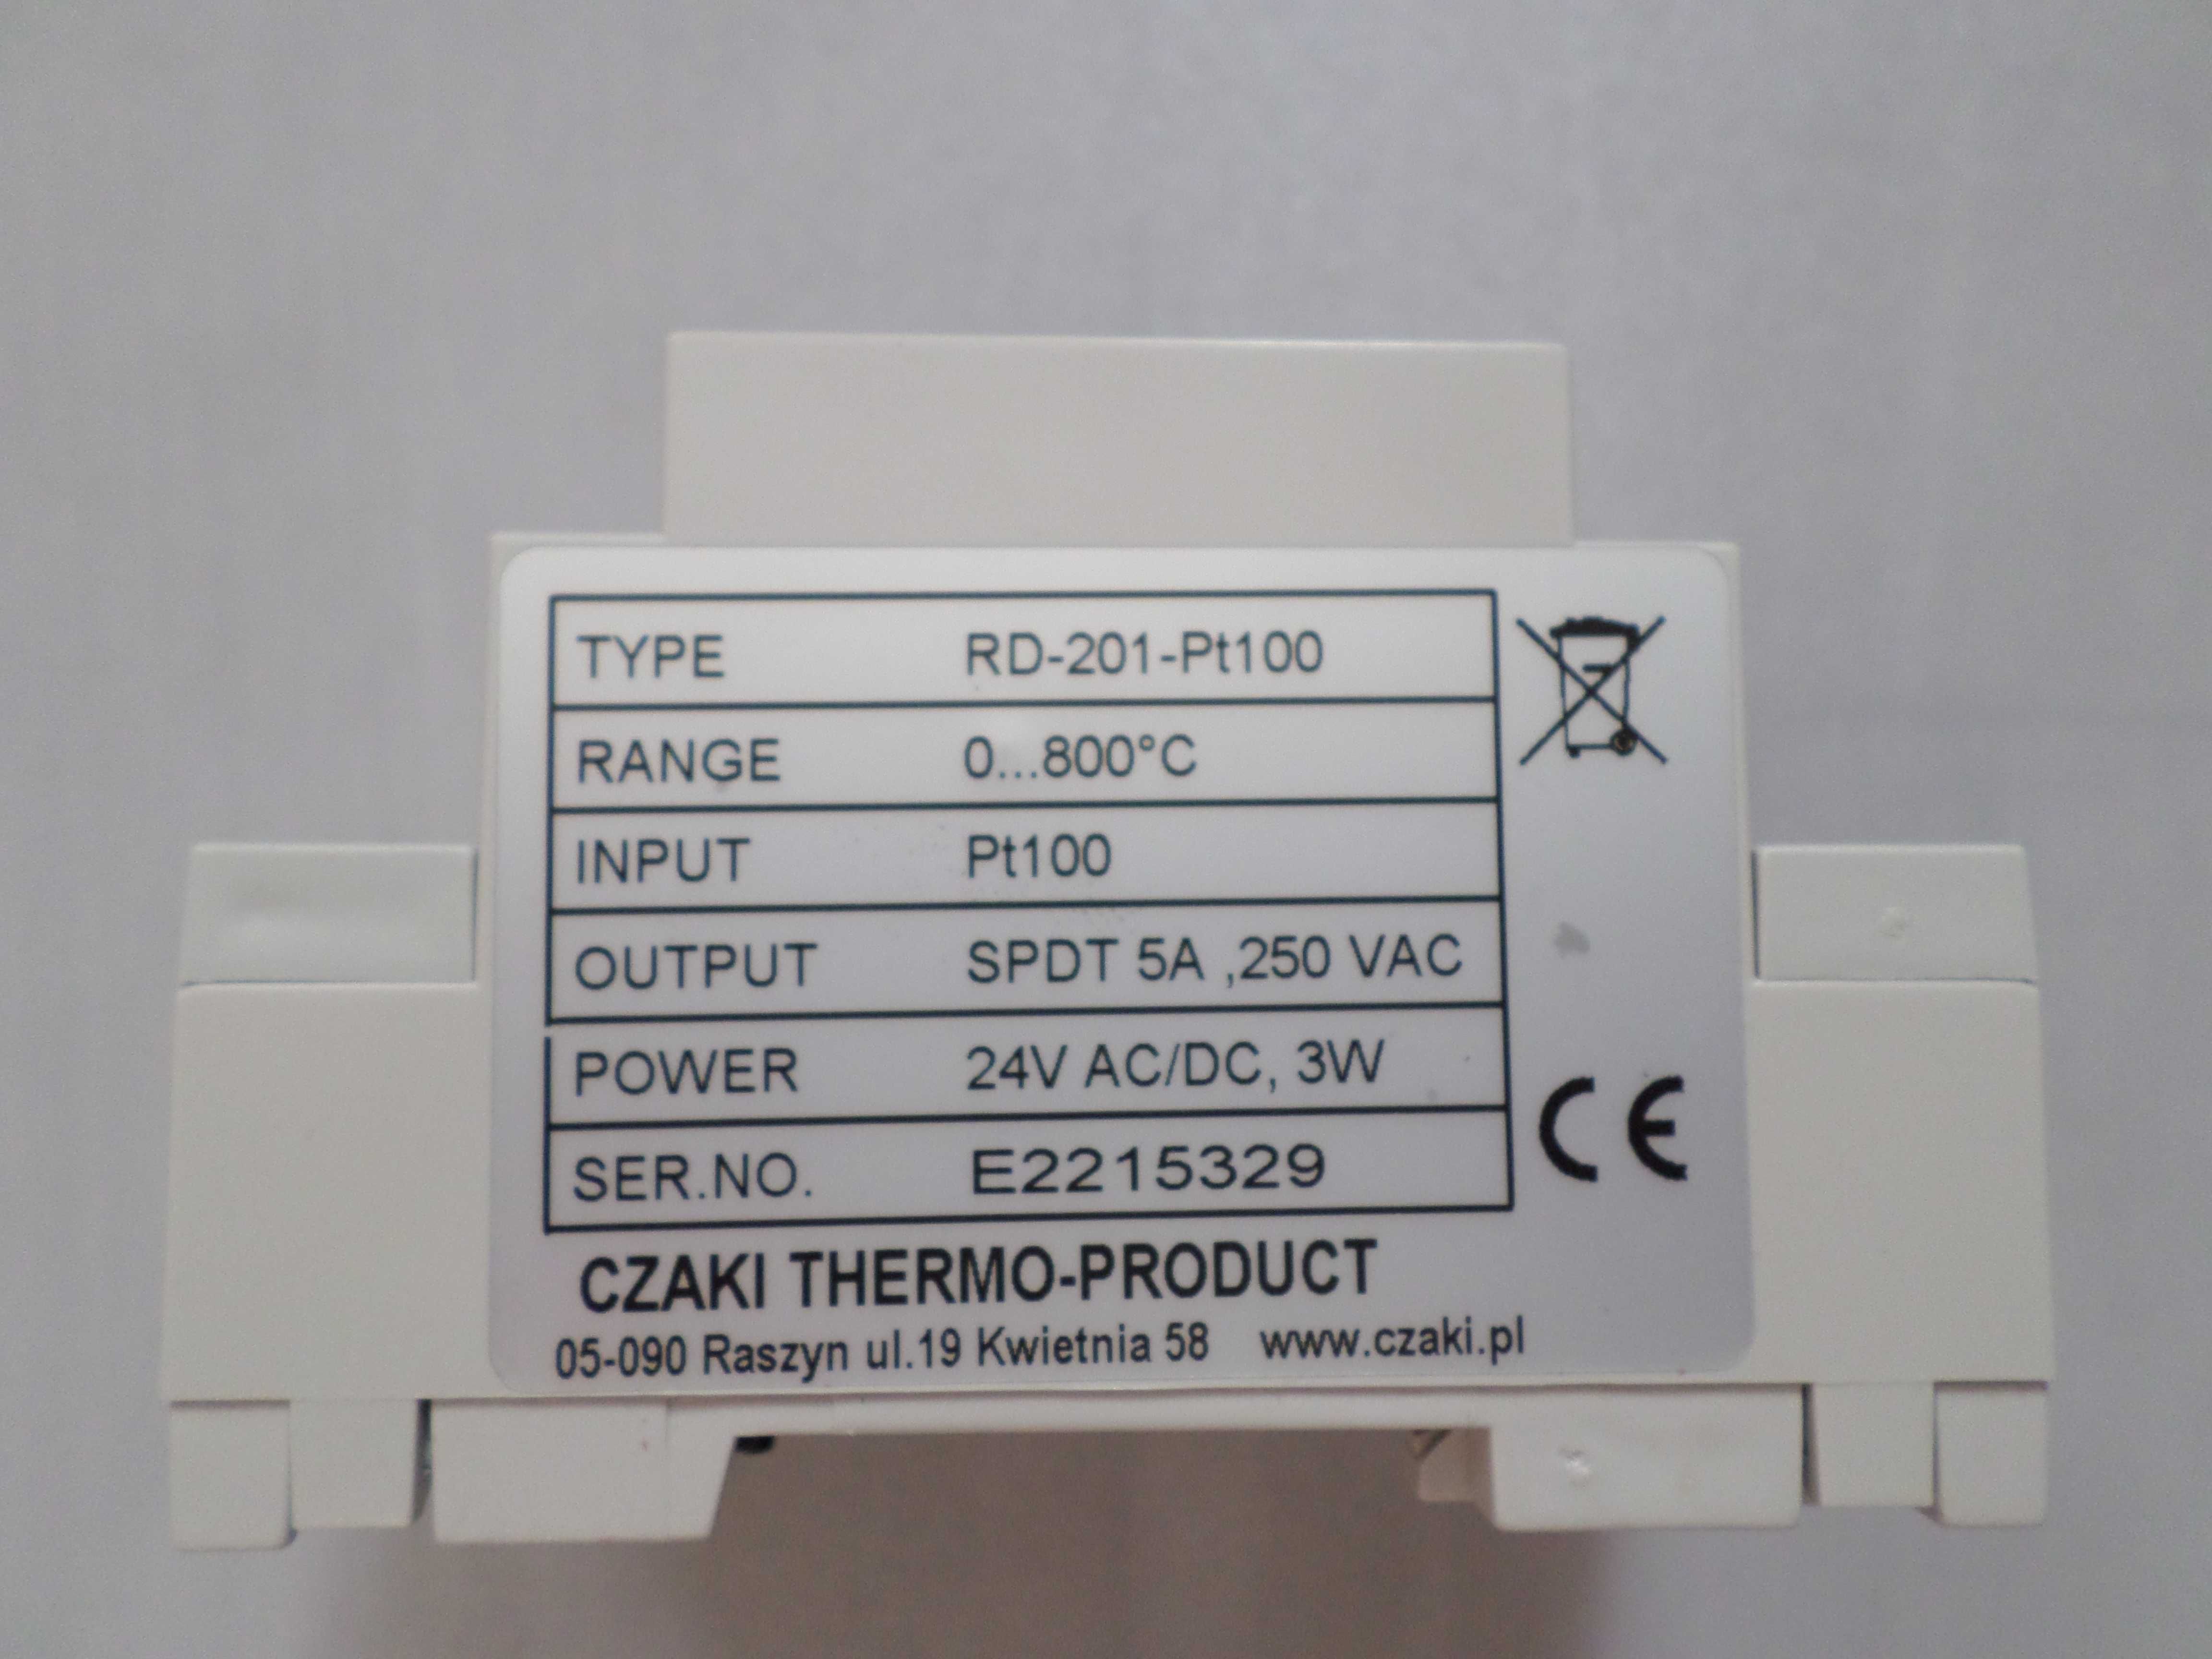 TYPE RD-201-Pt100
RANGE 0...800°C
INPUT Pt100
OUTPUT SPDT 5A ,250 VAC
POWER 24V AC/DC, 3W
SER.NO. E2215329
CE
CZAKI THERMO-PRODUCT
05-090 Raszyn ul.19 Kwietnia 58 www.czaki.pl